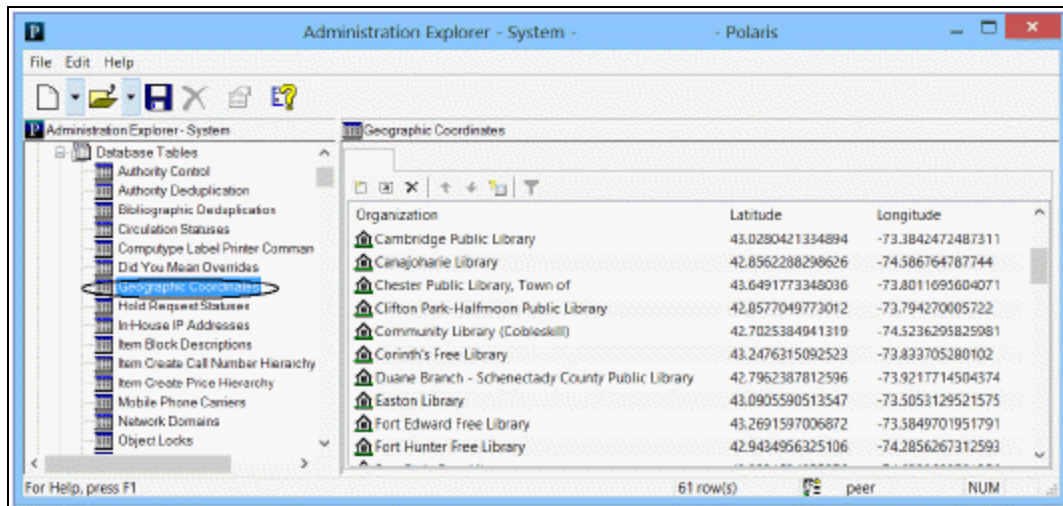 Administration Explorer - System - - Polaris
File Edit Help
Administration Explorer - System
Database Tables
Authority Control
Authority Deduplication
Bibliographic Deduplication
Circulation Statuses
Computype Label Printer Comman
Did You Mean Overrides
Geographic Coordinates
Hold Request Statuses
In-House IP Addresses
Item Block Descriptions
Item Create Call Number Hierarchy
Item Create Price Hierarchy
Mobile Phone Carriers
Network Domains
Object Locks
Geographic Coordinates
Organization Latitude Longitude
Cambridge Public Library 43.0280421334894 -73.3842472487311
Canajoharie Library 42.8562288298626 -74.586764787744
Chester Public Library, Town of 43.6491773348036 -73.8011695604071
Clifton Park-Halfmoon Public Library 42.8577049773012 -73.794270005722
Community Library (Cobleskill) 42.7025384941319 -74.5236295829981
Corinth's Free Library 43.2476315092523 -73.833705280102
Duane Branch - Schenectady County Public Library 42.7962387812596 -73.9217714504374
Easton Library 43.0905590513547 -73.5053129521575
Fort Edward Free Library 43.2691597006872 -73.5849701951791
Fort Hunter Free Library 42.9434956325106 -74.2856267312593
For Help, press F1 61 row(s) peer NUM